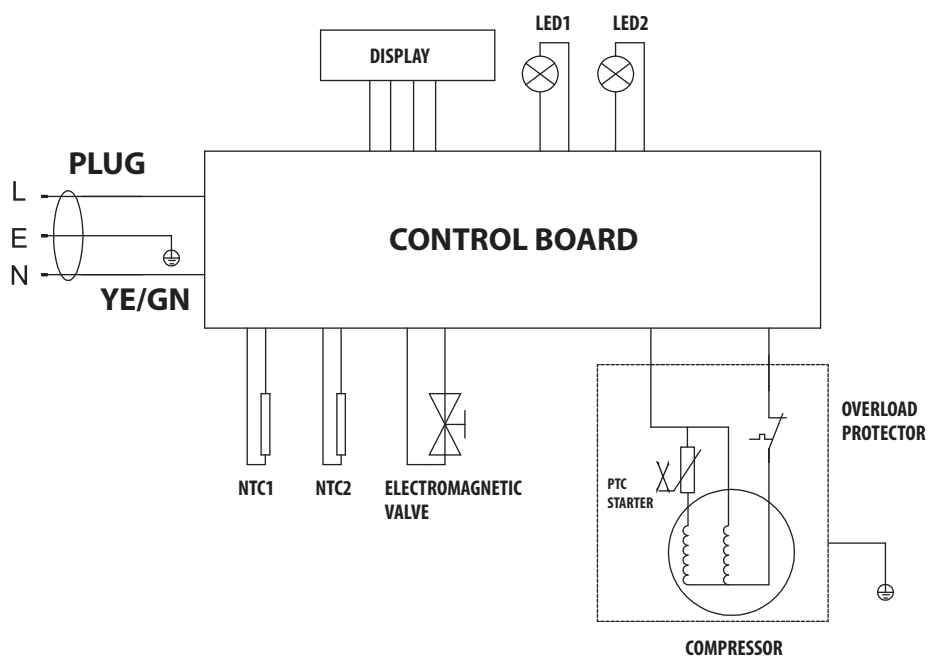 LED1
LED2
DISPLAY
PLUG
L
E
N
YE/GN
CONTROL BOARD
NTC1
NTC2
ELECTROMAGNETIC
VALVE
PTC
STARTER
OVERLOAD
PROTECTOR
COMPRESSOR